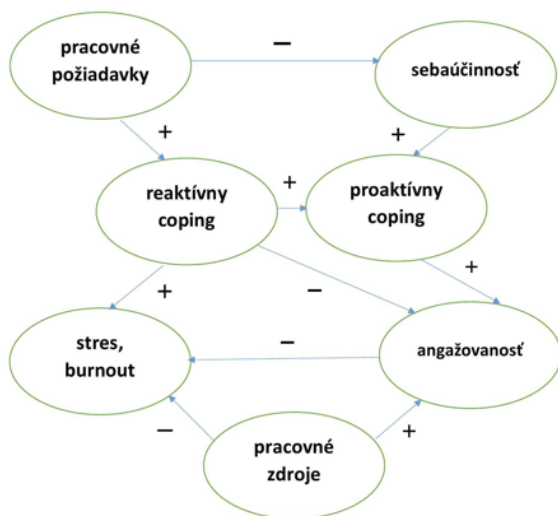 pracovné
požiadavky
–
sebaúčinnosť
+
+
reaktívny
coping
+
proaktívny
coping
+
–
+
stres,
burnout
–
angažovanosť
–
pracovné
zdroje
+